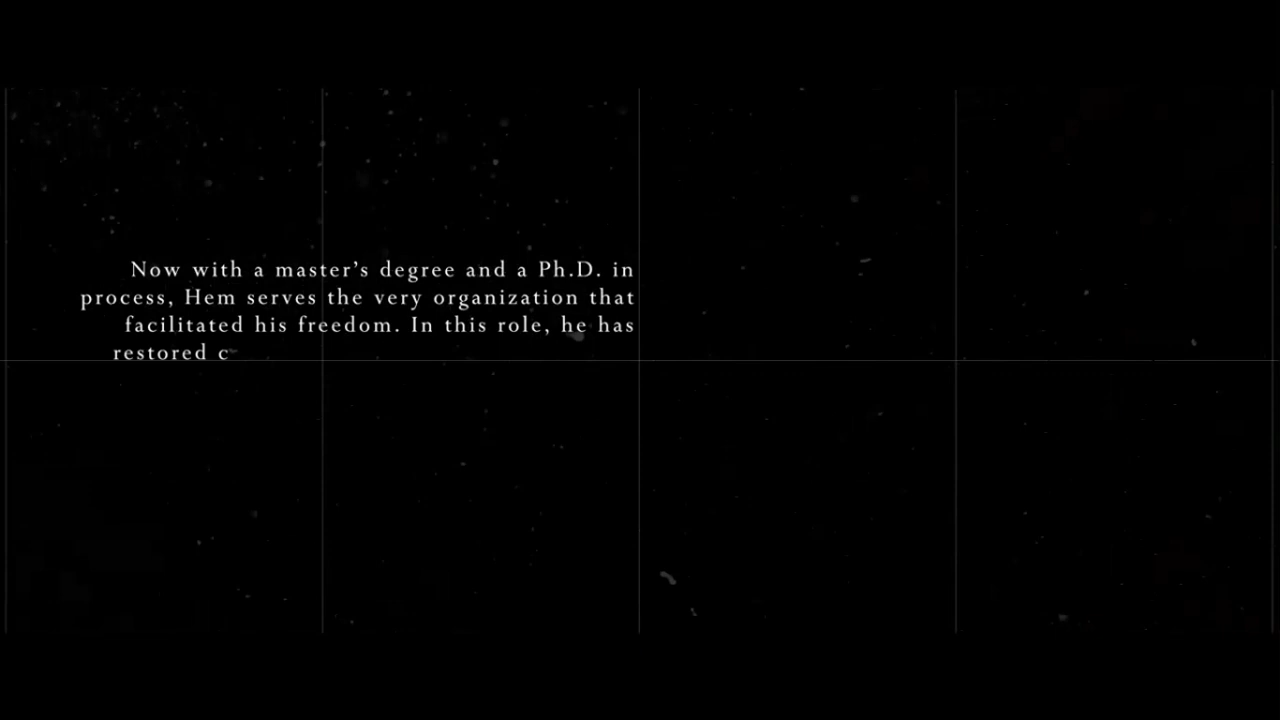 Now with a master’s degree and a Ph.D. in
process, Hem serves the very organization that
facilitated his freedom. In this role, he has
restored c